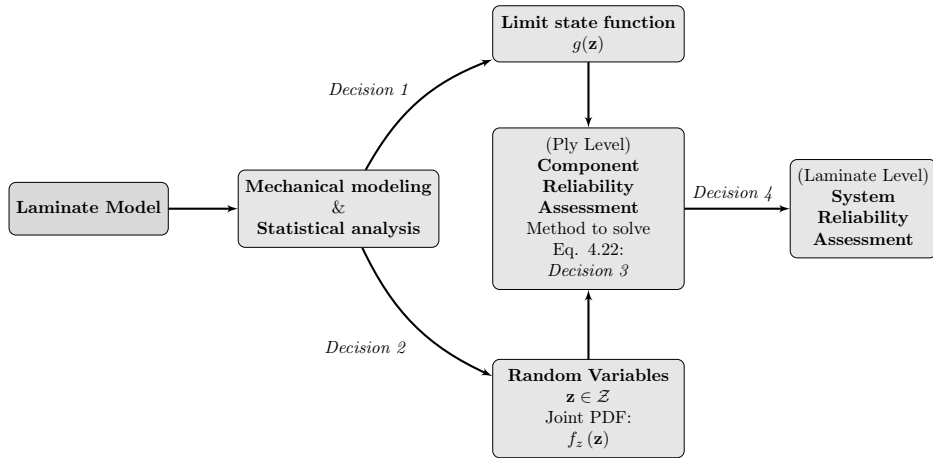 Limit state function
g(z)
Decision 1
Laminate Model
Mechanical modeling
&
Statistical analysis
(Ply Level)
Component
Reliability
Assessment
Method to solve
Eq. 4.22:
Decision 3
Decision 4
(Laminate Level)
System
Reliability
Assessment
Decision 2
Random Variables
z ∈ 𝒵
Joint PDF:
f_z (z)